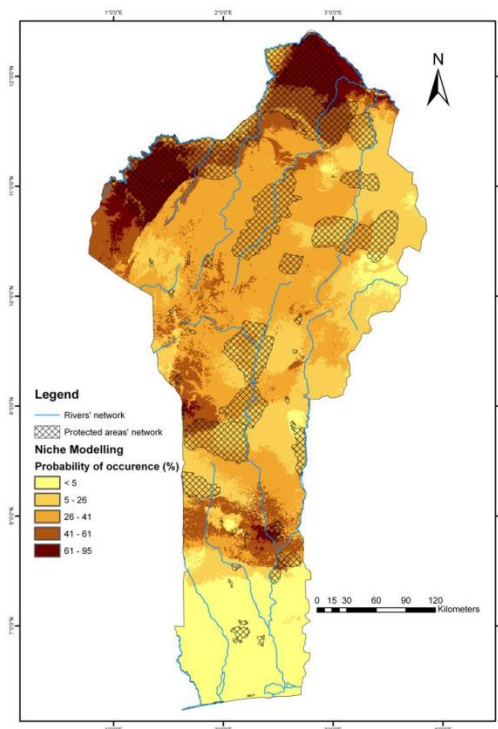 1°0'0"E 2°0'0"E 3°0'0"E
N
12°0'0"N
11°0'0"N
10°0'0"N
9°0'0"N
8°0'0"N
7°0'0"N
Legend
Rivers' network
Protected areas' network
Niche Modelling
Probability of occurence (%)
< 5
5 - 26
26 - 41
41 - 61
61 - 95
0 15 30 60 90 120
Kilometers